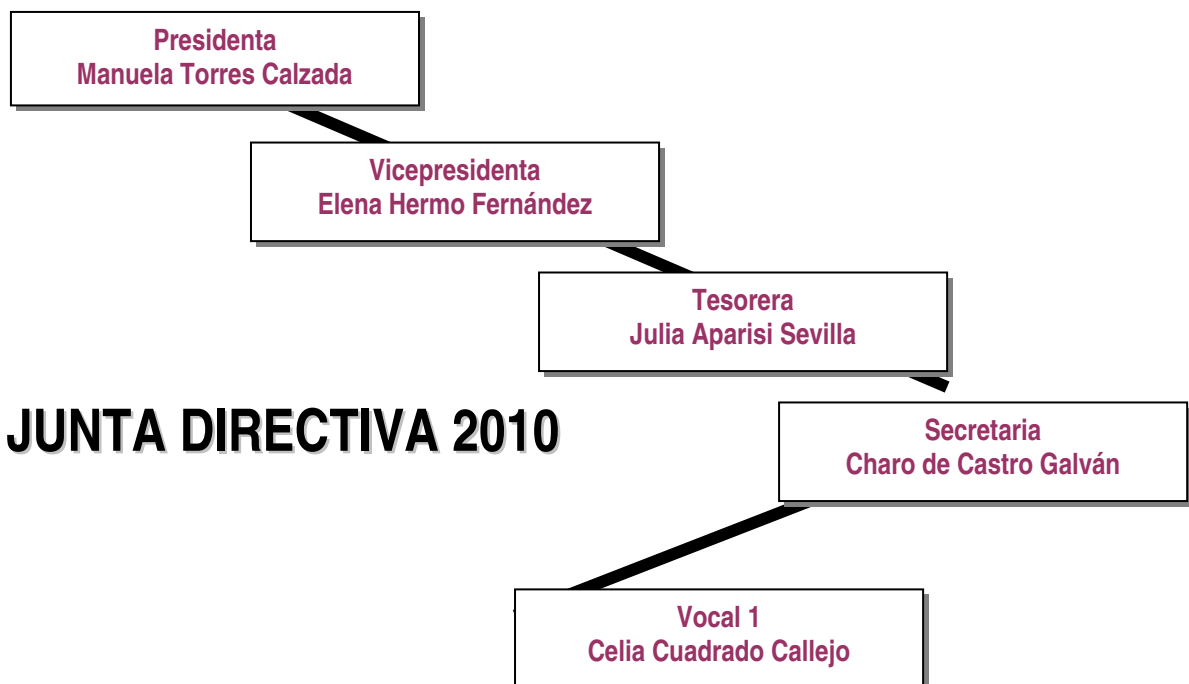 Presidenta
Manuela Torres Calzada
Vicepresidenta
Elena Hermo Fernández
Tesorera
Julia Aparisi Sevilla
JUNTA DIRECTIVA 2010
Secretaria
Charo de Castro Galván
Vocal 1
Celia Cuadrado Callejo